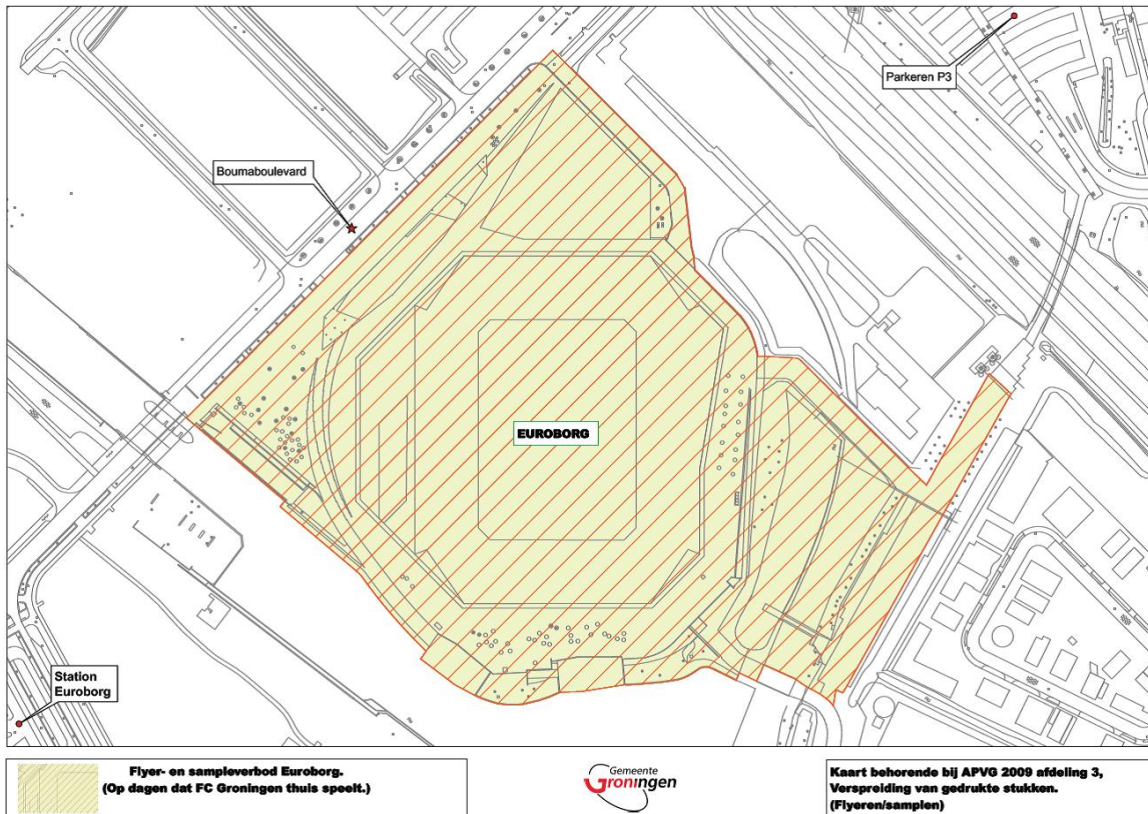 Parkeren P3
Boumaboulevard
EUROBORG
Station
Euroborg
Flyer- en sampleverbod Euroborg.
(Op dagen dat FC Groningen thuis speelt.)
Gemeente
Groningen
Kaart behorende bij APVG 2009 afdeling 3,
Verspreiding van gedrukte stukken.
(Flyeren/samplen)